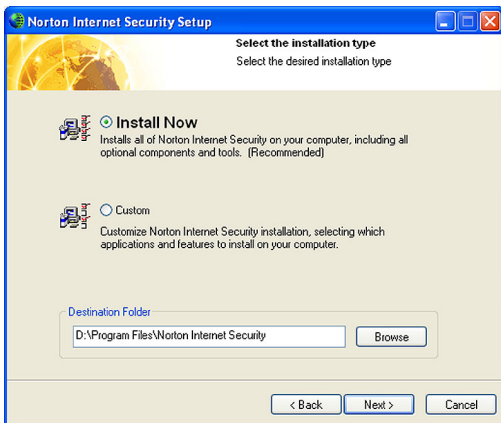 Norton Internet Security Setup
Select the installation type
Select the desired installation type
Install Now
Installs all of Norton Internet Security on your computer, including all
optional components and tools. (Recommended)
Custom
Customize Norton Internet Security installation, selecting which
applications and features to install on your computer.
Destination Folder
D:\Program Files\Norton Internet Security
Browse
< Back
Next >
Cancel